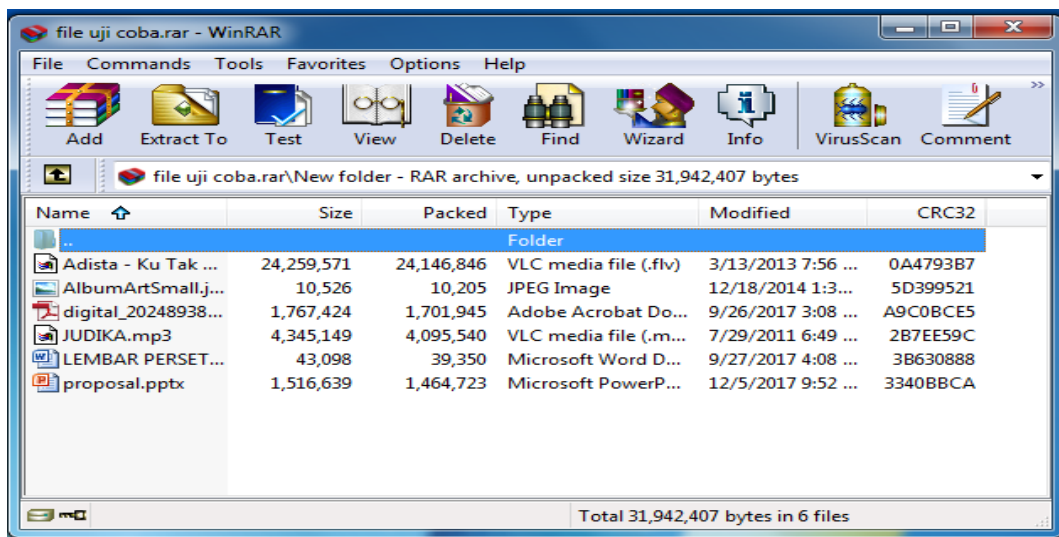 file uji coba.rar - WinRAR
File Commands Tools Favorites Options Help
Add Extract To Test View Delete Find Wizard Info VirusScan Comment
file uji coba.rar\New folder - RAR archive, unpacked size 31,942,407 bytes
Name Size Packed Type Modified CRC32
.. Folder
Adista - Ku Tak ... 24,259,571 24,146,846 VLC media file (.flv) 3/13/2013 7:56 ... 0A4793B7
AlbumArtSmall.j... 10,526 10,205 JPEG Image 12/18/2014 1:3... 5D399521
digital_20248938... 1,767,424 1,701,945 Adobe Acrobat Do... 9/26/2017 3:08 ... A9C0BCE5
JUDIKA.mp3 4,345,149 4,095,540 VLC media file (.m... 7/29/2011 6:49 ... 2B7EE59C
LEMBAR PERSET... 43,098 39,350 Microsoft Word D... 9/27/2017 4:08 ... 3B630888
proposal.pptx 1,516,639 1,464,723 Microsoft PowerP... 12/5/2017 9:52 ... 3340BBCA
Total 31,942,407 bytes in 6 files